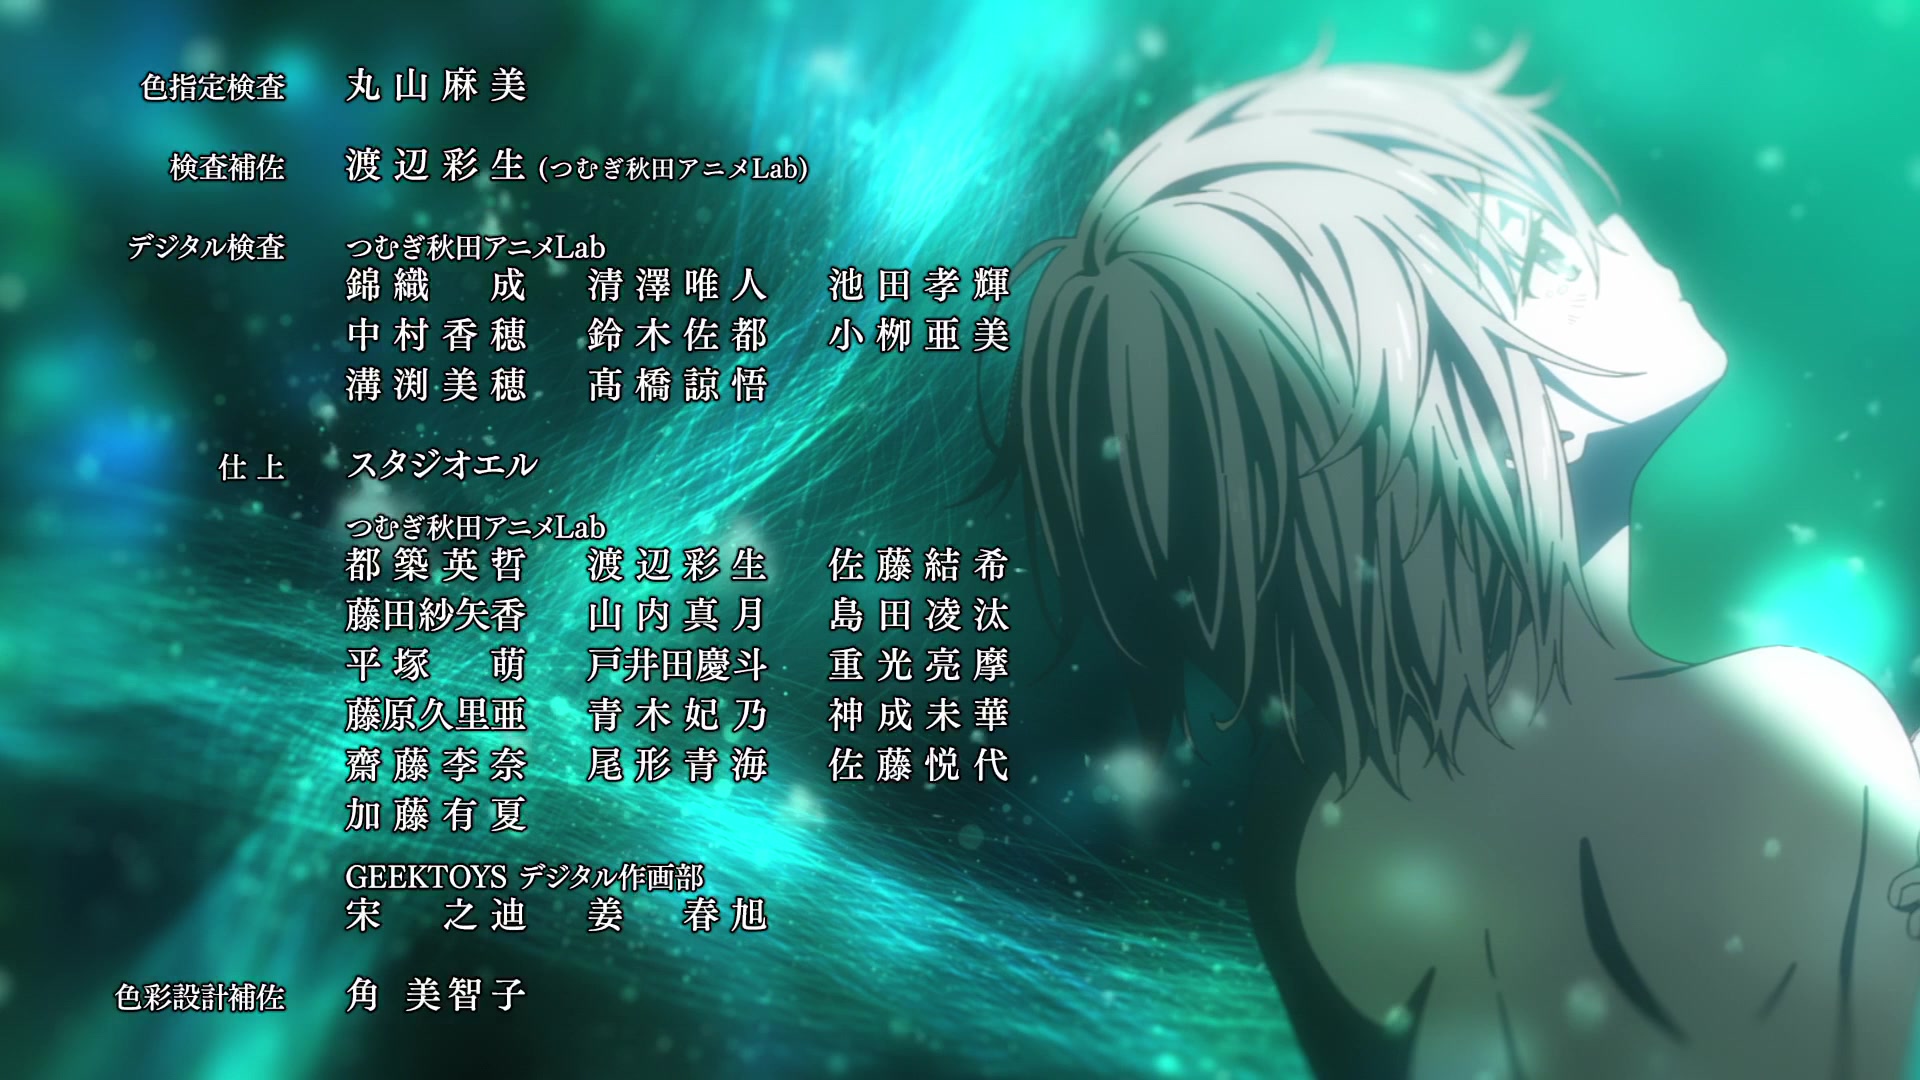 色指定検査 丸山麻美
検査補佐 渡辺彩生 (つむぎ秋田アニメLab)
デジタル検査 つむぎ秋田アニメLab
錦織 成 清澤唯人 池田孝輝
中村香穂 鈴木佐都 小栁亜美
溝渕美穂 髙橋諒悟
仕上 スタジオエル
つむぎ秋田アニメLab
都築英哲 渡辺彩生 佐藤結希
藤田紗矢香 山内真月 島田凌汰
平塚 萌 戸井田慶斗 重光亮摩
藤原久里亜 青木妃乃 神成未華
齋藤李奈 尾形青海 佐藤悦代
加藤有夏
GEEKTOYS デジタル作画部
宋 之迪 姜 春旭
色彩設計補佐 角 美智子